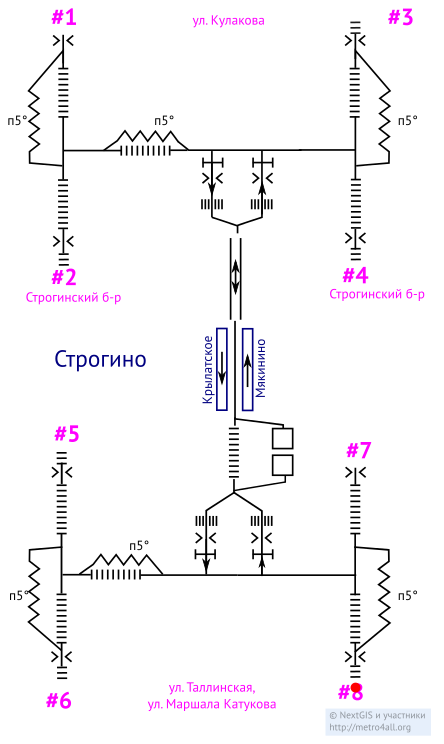 #1
ул. Кулакова
#3
п5°
п5°
п5°
#2
Строгинский б-р
#4
Строгинский б-р
Строгино
Крылатское
Мякинино
#5
#7
п5°
п5°
п5°
#6
ул. Таллинская,
ул. Маршала Катукова
#8
© NextGIS и участники
http://metro4all.org